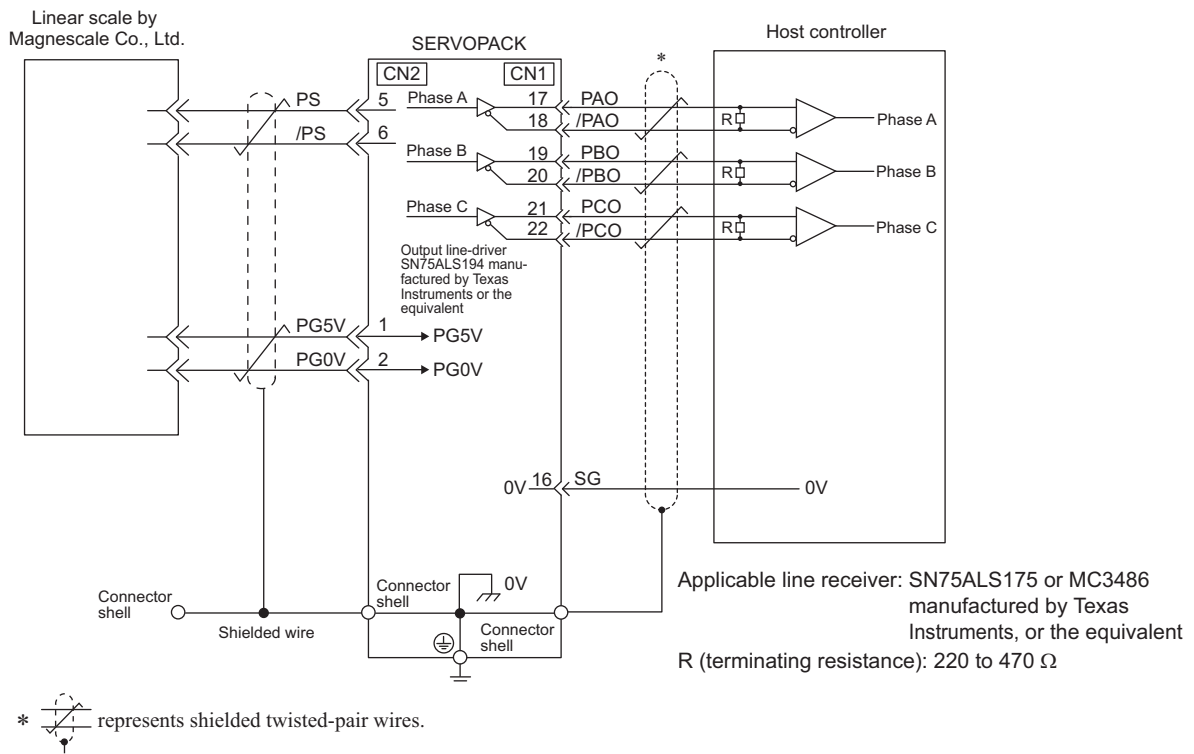 Linear scale by
Magnescale Co., Ltd.
SERVOPACK
Host controller
CN2
CN1
*
PS
5
Phase A
17
PAO
/PS
6
18
/PAO
R
Phase A
Phase B
19
PBO
20
/PBO
R
Phase B
Phase C
21
PCO
22
/PCO
R
Phase C
Output line-driver
SN75ALS194 manu-
factured by Texas
Instruments or the
equivalent
PG5V
1
PG5V
PG0V
2
PG0V
0V
16
SG
0V
Connector
shell
Shielded wire
Connector
shell
0V
Connector
shell
Applicable line receiver: SN75ALS175 or MC3486
manufactured by Texas
Instruments, or the equivalent
R (terminating resistance): 220 to 470 Ω
* represents shielded twisted-pair wires.